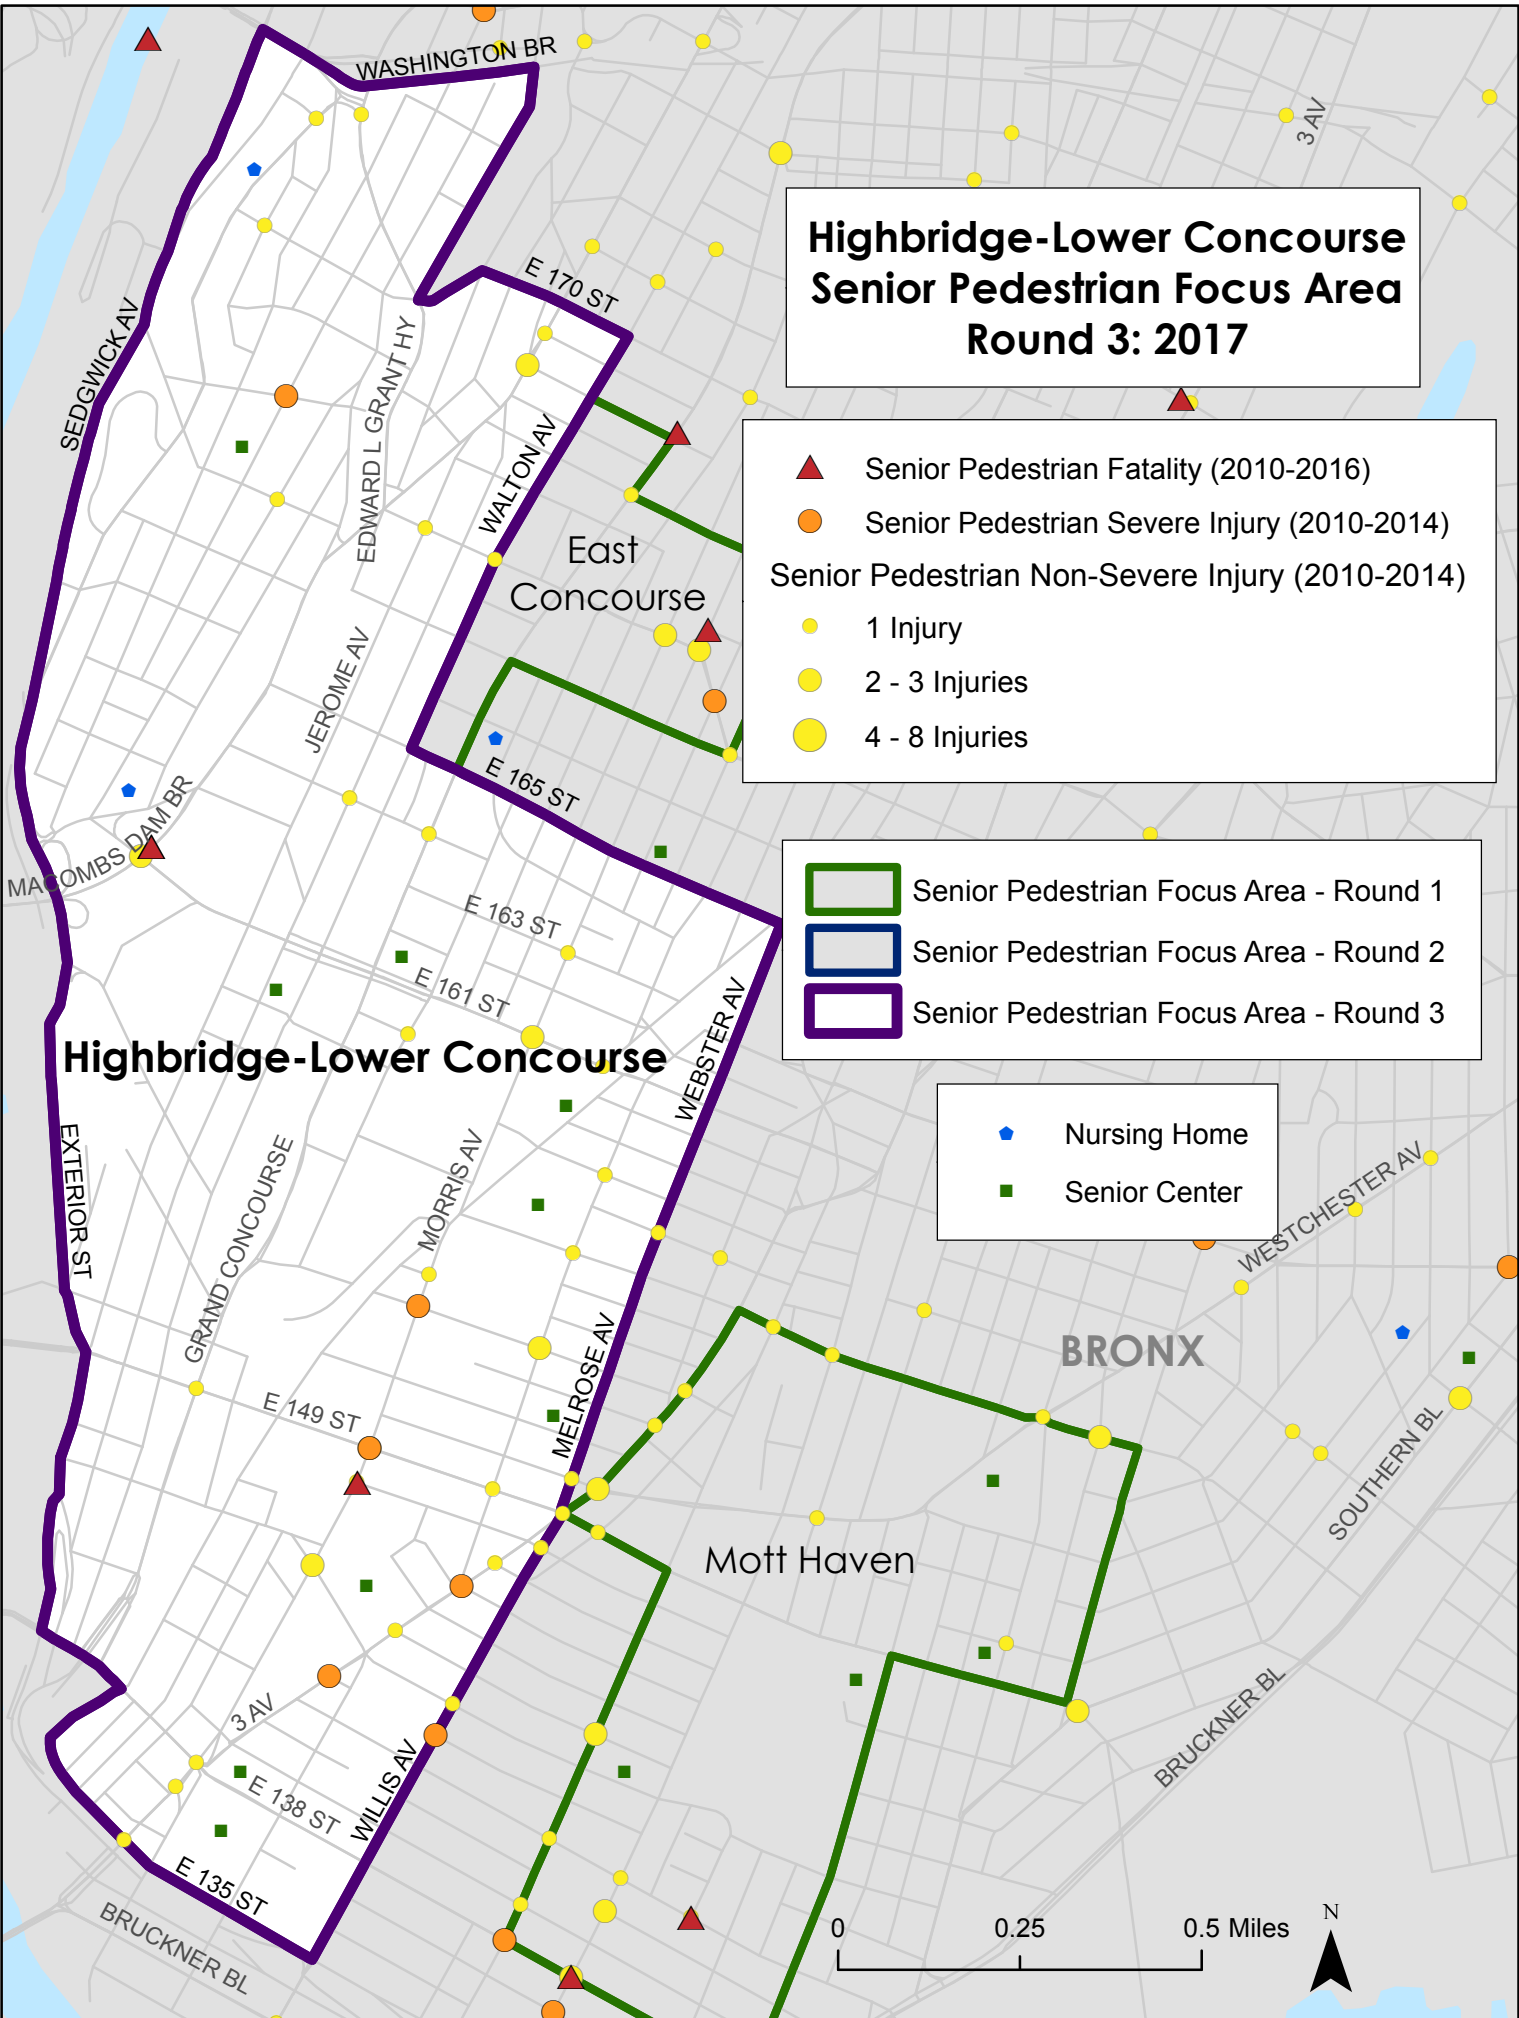 WASHINGTON BR
3 AV
Highbridge-Lower Concourse
Senior Pedestrian Focus Area
Round 3: 2017
E 170 ST
SEDGWICK AV
EDWARD L GRANT HY
WALTON AV
Senior Pedestrian Fatality (2010-2016)
Senior Pedestrian Severe Injury (2010-2014)
Senior Pedestrian Non-Severe Injury (2010-2014)
1 Injury
2 - 3 Injuries
4 - 8 Injuries
East
Concourse
JEROME AV
E 165 ST
MACOMBS DAM BR
E 163 ST
E 161 ST
Senior Pedestrian Focus Area - Round 1
Senior Pedestrian Focus Area - Round 2
Senior Pedestrian Focus Area - Round 3
Highbridge-Lower Concourse
WEBSTER AV
Nursing Home
Senior Center
EXTERIOR ST
GRAND CONCOURSE
MORRIS AV
WESTCHESTER AV
BRONX
MELROSE AV
E 149 ST
SOUTHERN BL
Mott Haven
3 AV
BRUCKNER BL
WILLIS AV
E 138 ST
E 135 ST
BRUCKNER BL
0 0.25 0.5 Miles
N